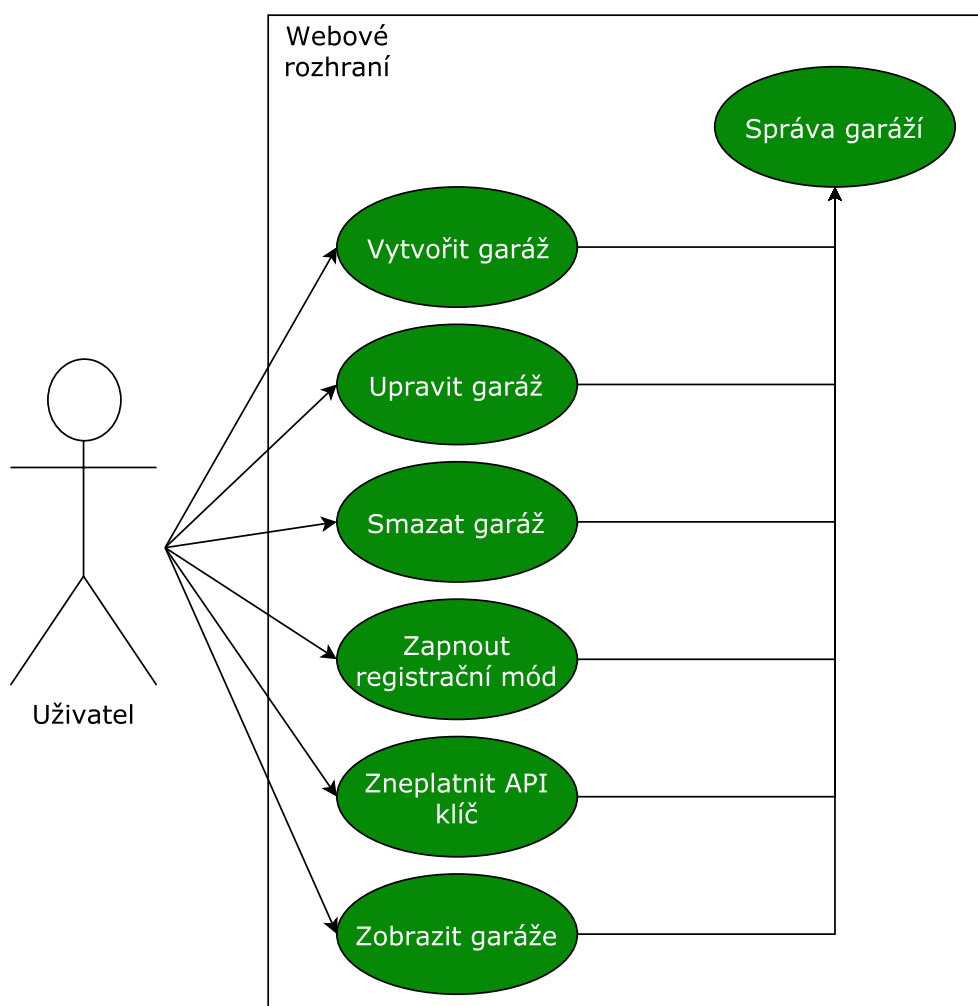 Webové
rozhraní
Správa garáží
Vytvořit garáž
Upravit garáž
Smazat garáž
Zapnout
registrační mód
Uživatel
Zneplatnit API
klíč
Zobrazit garáže